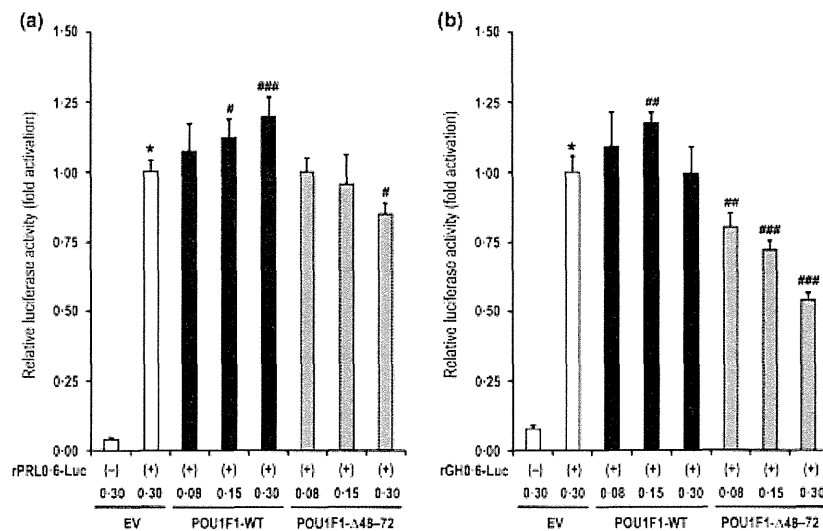 (a)
Relative luciferase activity (fold activation)
1·50
1·25
1·00
0·75
0·50
0·25
0·00
*
#
###
#
rPRL0·6-Luc (–) (+) (+) (+) (+) (+) (+) (+)
0·30 0·30 0·08 0·15 0·30 0·08 0·15 0·30
EV POU1F1-WT POU1F1-Δ48–72
(b)
Relative luciferase activity (fold activation)
1·50
1·25
1·00
0·75
0·50
0·25
0·00
*
##
##
###
###
rGH0·6-Luc (–) (+) (+) (+) (+) (+) (+) (+)
0·30 0·30 0·08 0·15 0·30 0·08 0·15 0·30
EV POU1F1-WT POU1F1-Δ48–72